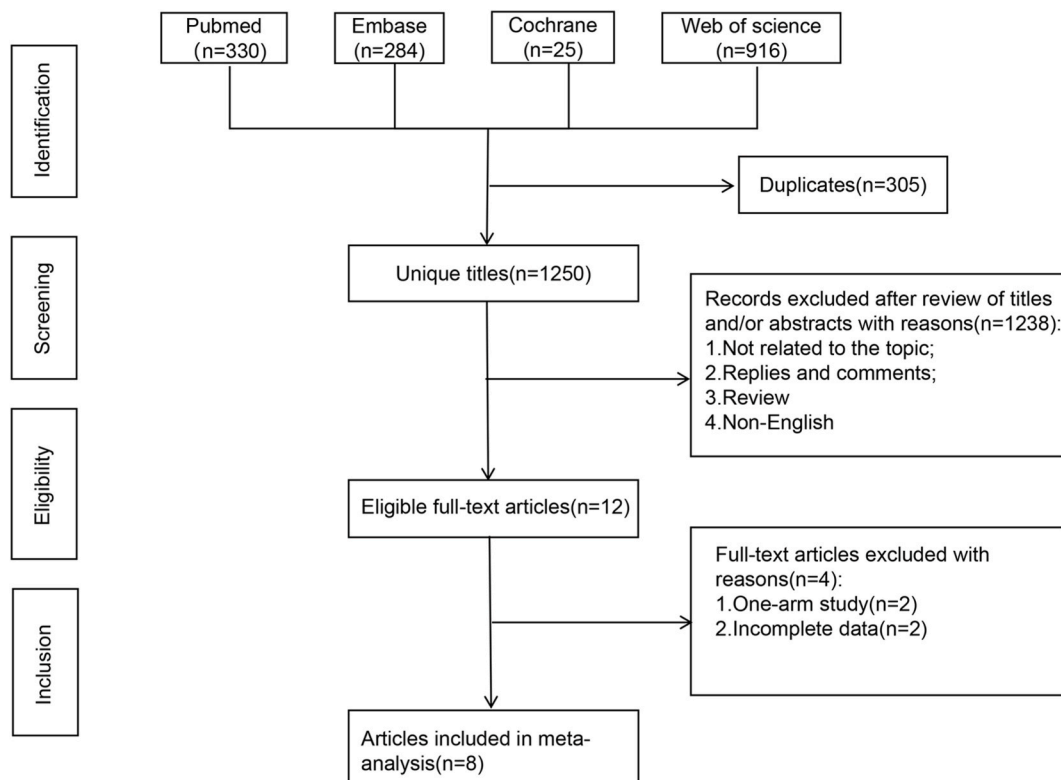 Pubmed
(n=330)
Embase
(n=284)
Cochrane
(n=25)
Web of science
(n=916)
Identification
Duplicates(n=305)
Screening
Unique titles(n=1250)
Records excluded after review of titles
and/or abstracts with reasons(n=1238):
1.Not related to the topic;
2.Replies and comments;
3.Review
4.Non-English
Eligibility
Eligible full-text articles(n=12)
Full-text articles excluded with
reasons(n=4):
1.One-arm study(n=2)
2.Incomplete data(n=2)
Inclusion
Articles included in meta-
analysis(n=8)